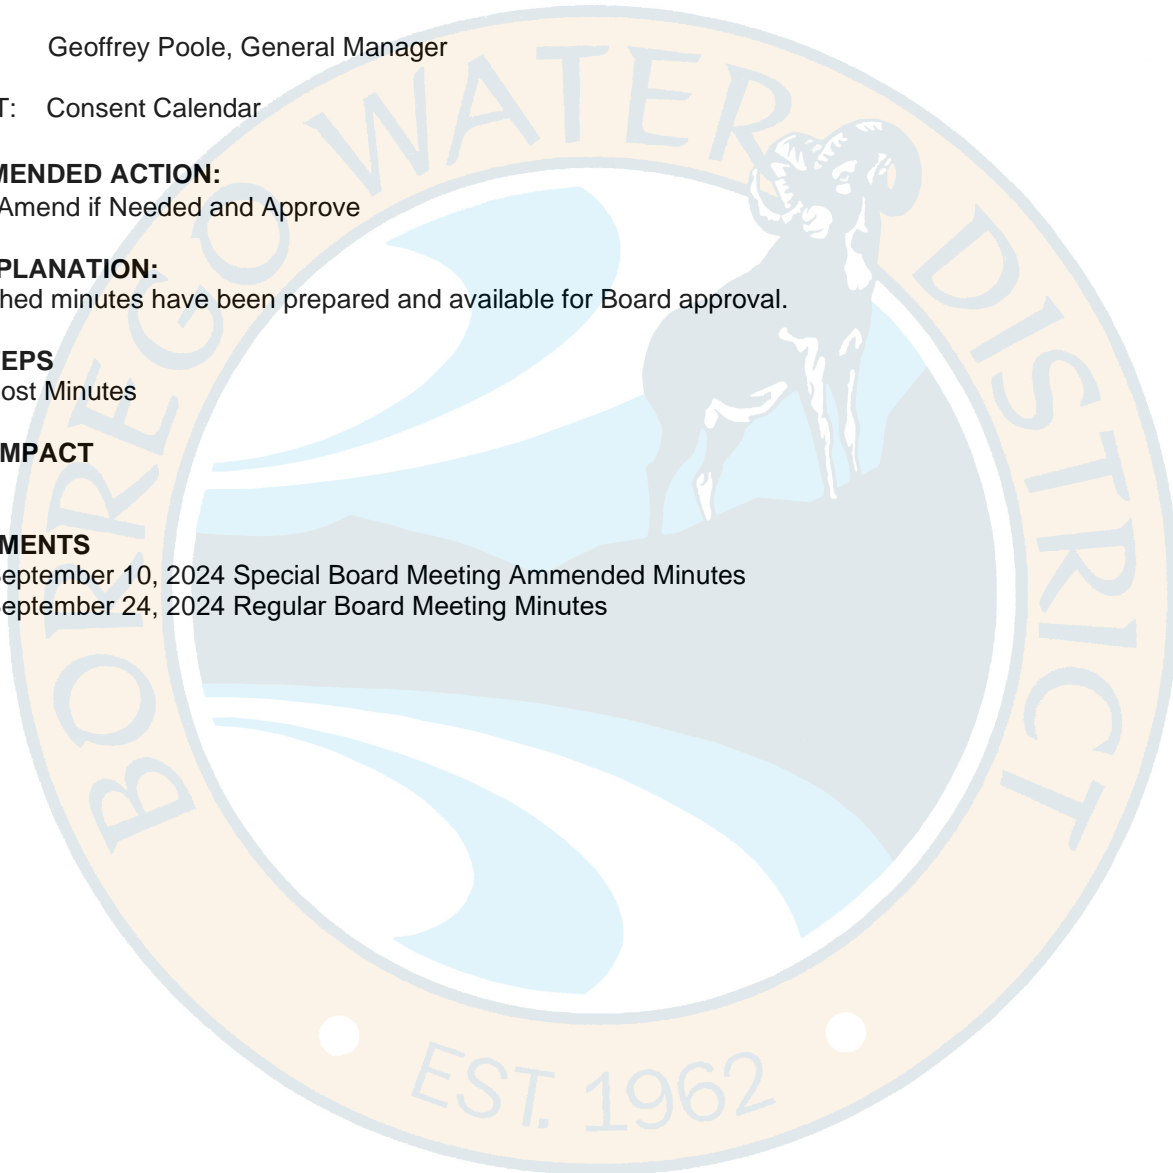 Geoffrey Poole, General Manager
T: Consent Calendar
MENDED ACTION:
Amend if Needed and Approve
PLANATION:
hed minutes have been prepared and available for Board approval.
EPS
ost Minutes
MPACT
MENTS
eptember 10, 2024 Special Board Meeting Ammended Minutes
eptember 24, 2024 Regular Board Meeting Minutes
BORREGO WATER DISTRICT
EST. 1962